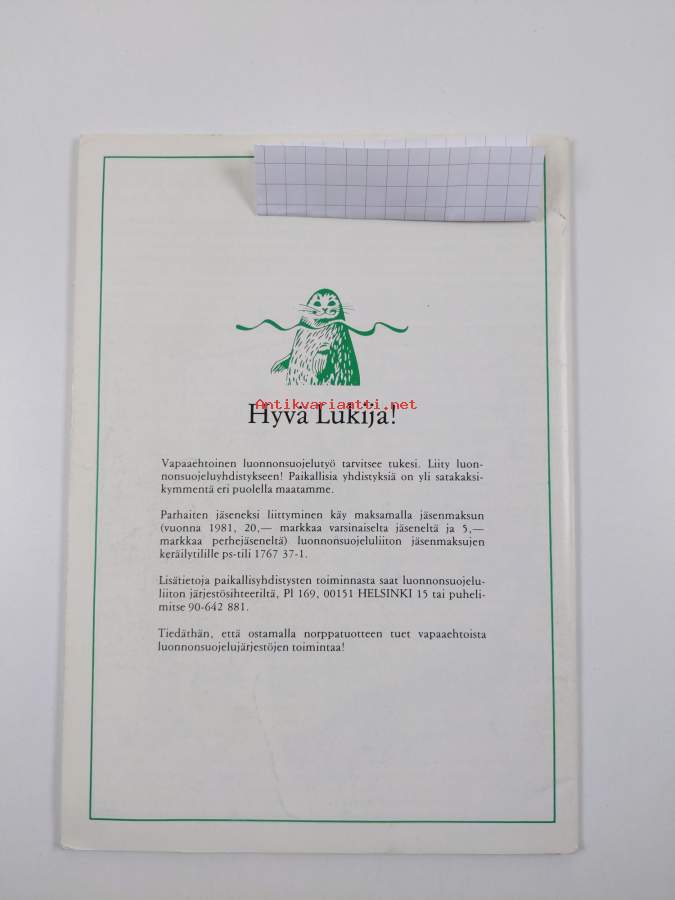 Antikvariaatti.net
Hyvä Lukija!
Vapaaehtoinen luonnonsuojelutyö tarvitsee tukesi. Liity luon-
nonsuojeluyhdistykseen! Paikallisia yhdistyksiä on yli satakaksi-
kymmentä eri puolella maatamme.
Parhaiten jäseneksi liittyminen käy maksamalla jäsenmaksun
(vuonna 1981, 20,— markkaa varsinaiselta jäseneltä ja 5,—
markkaa perhejäseneltä) luonnonsuojeluliiton jäsenmaksujen
keräilytilille ps-tili 1767 37-1.
Lisätietoja paikallisyhdistysten toiminnasta saat luonnonsuojelu-
liiton järjestösihteeriltä, Pl 169, 00151 HELSINKI 15 tai puheli-
mitse 90-642 881.
Tiedäthän, että ostamalla norppatuotteen tuet vapaaehtoista
luonnonsuojelujärjestöjen toimintaa!